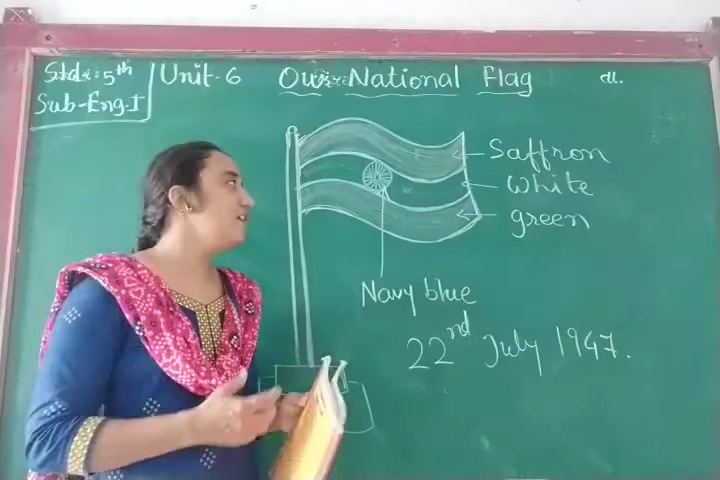 Std:- 5th
Sub-Eng-I
Unit-6
Our National Flag
Saffron
White
green
Navy blue
22nd July 1947.